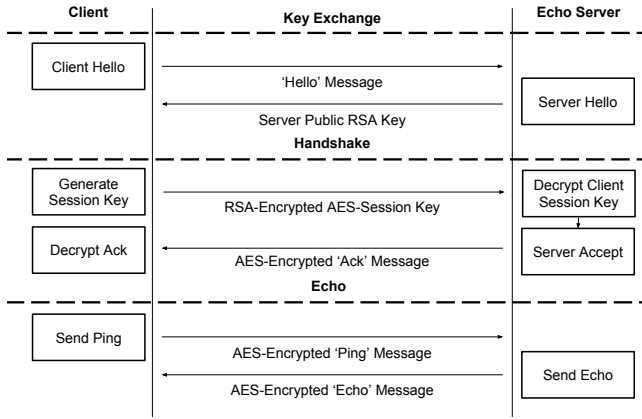 Client
Key Exchange
Echo Server
Client Hello
‘Hello’ Message
Server Hello
Server Public RSA Key
Handshake
Generate
Session Key
RSA-Encrypted AES-Session Key
Decrypt Client
Session Key
Decrypt Ack
AES-Encrypted ‘Ack’ Message
Server Accept
Echo
Send Ping
AES-Encrypted ‘Ping’ Message
Send Echo
AES-Encrypted ‘Echo’ Message